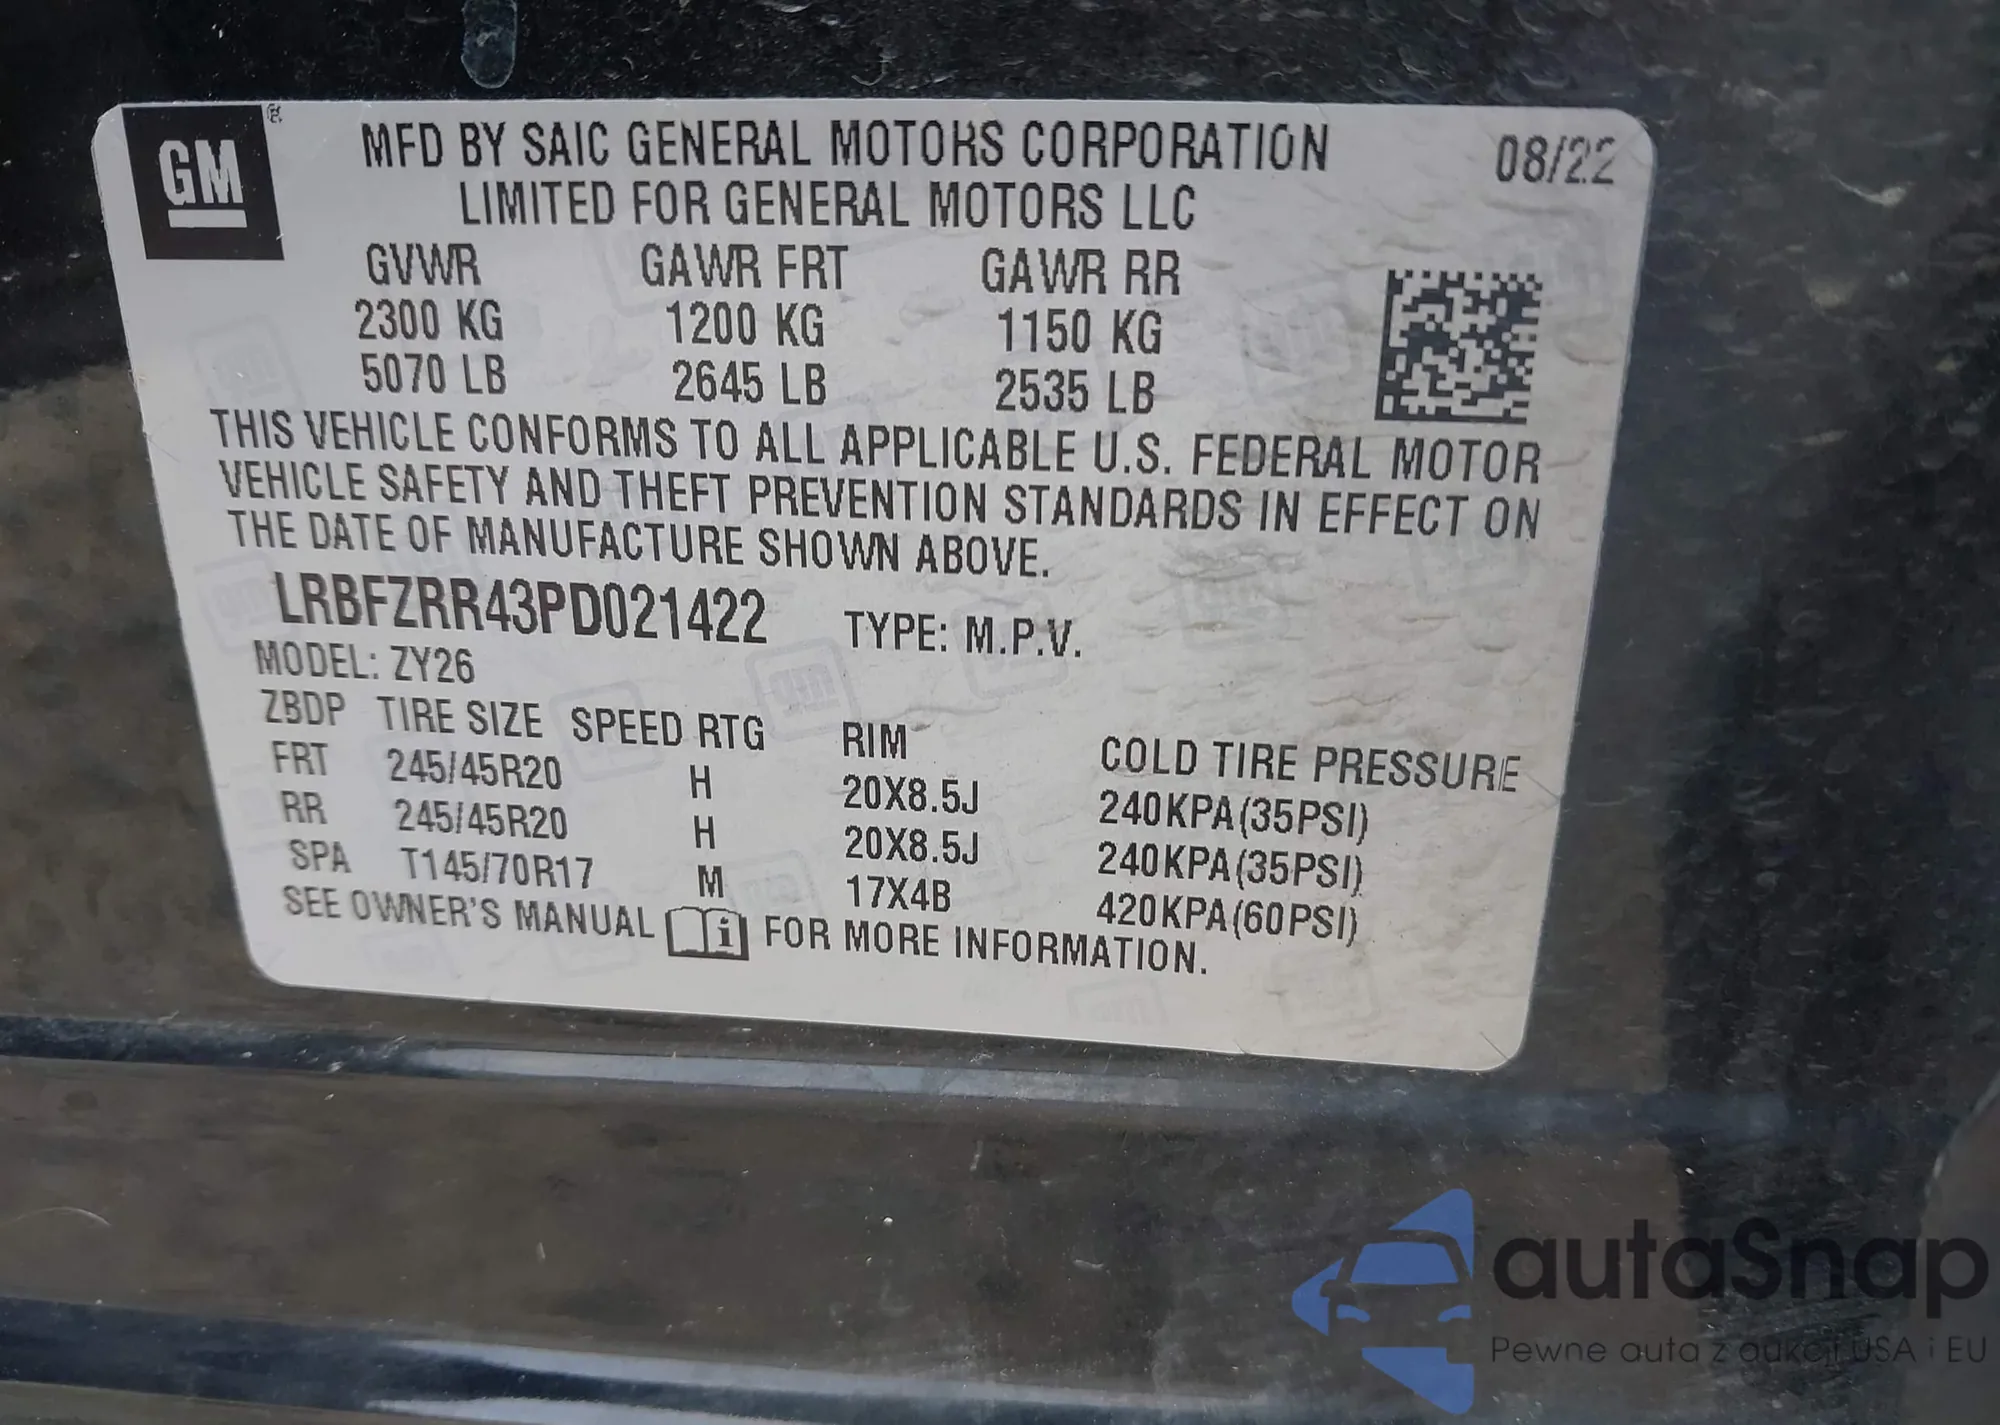 GM
MFD BY SAIC GENERAL MOTORS CORPORATION 08/22
LIMITED FOR GENERAL MOTORS LLC
GVWR GAWR FRT GAWR RR
2300 KG 1200 KG 1150 KG
5070 LB 2645 LB 2535 LB
THIS VEHICLE CONFORMS TO ALL APPLICABLE U.S. FEDERAL MOTOR
VEHICLE SAFETY AND THEFT PREVENTION STANDARDS IN EFFECT ON
THE DATE OF MANUFACTURE SHOWN ABOVE.
LRBFZRR43PD021422 TYPE: M.P.V.
MODEL: ZY26
ZBDP TIRE SIZE SPEED RTG RIM COLD TIRE PRESSURE
FRT 245/45R20 H 20X8.5J 240KPA(35PSI)
RR 245/45R20 H 20X8.5J 240KPA(35PSI)
SPA T145/70R17 M 17X4B 420KPA(60PSI)
SEE OWNER'S MANUAL i FOR MORE INFORMATION.
autaSnap
Pewne auta z aukcji USA i EU